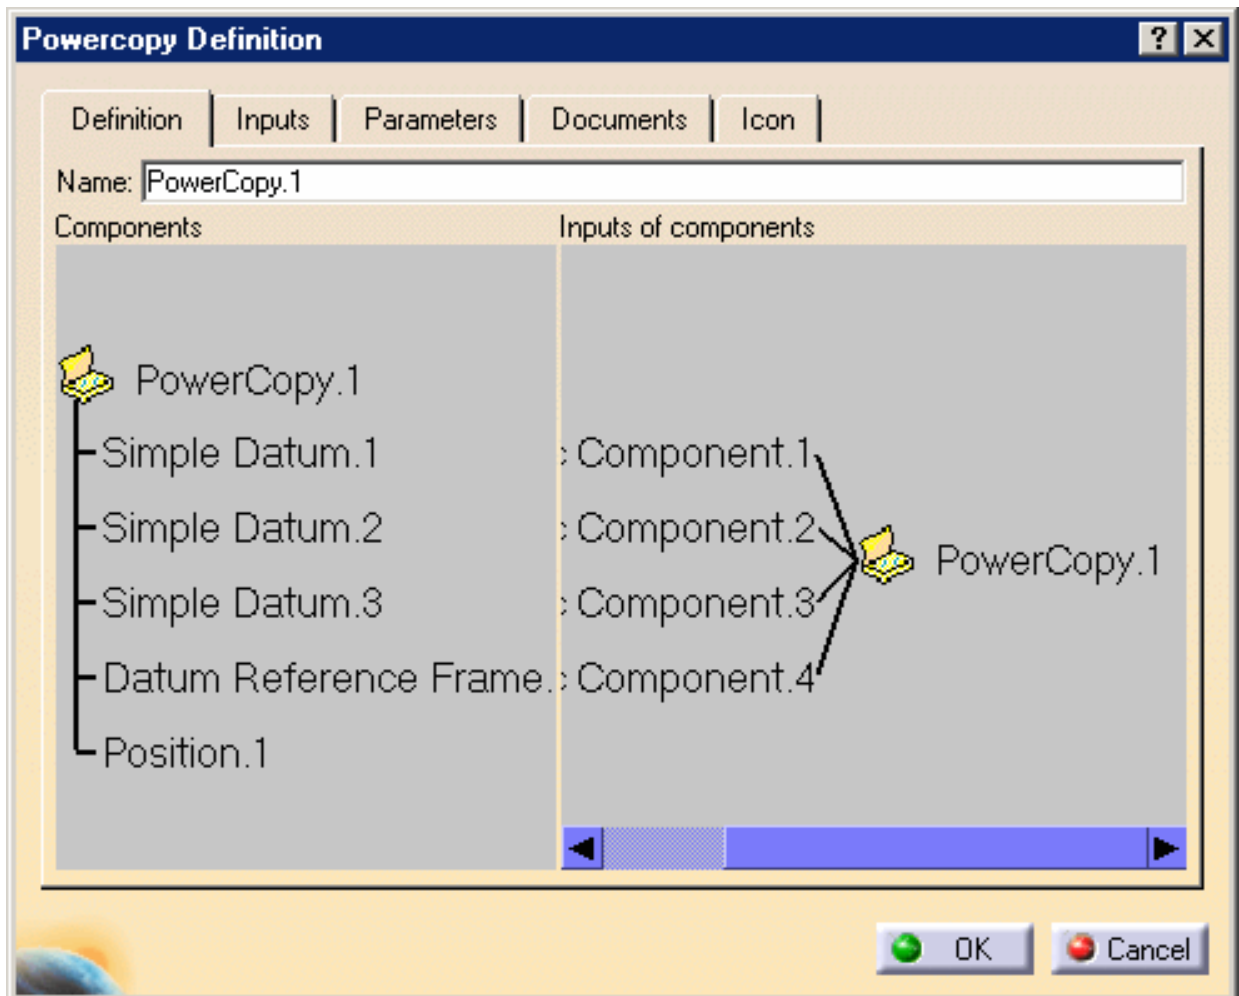 Powercopy Definition ?
Definition Inputs Parameters Documents Icon
Name: PowerCopy.1
Components Inputs of components
PowerCopy.1
Simple Datum.1
Simple Datum.2
Simple Datum.3
Datum Reference Frame.
Position.1
Component.1
Component.2
Component.3
Component.4
PowerCopy.1
OK Cancel